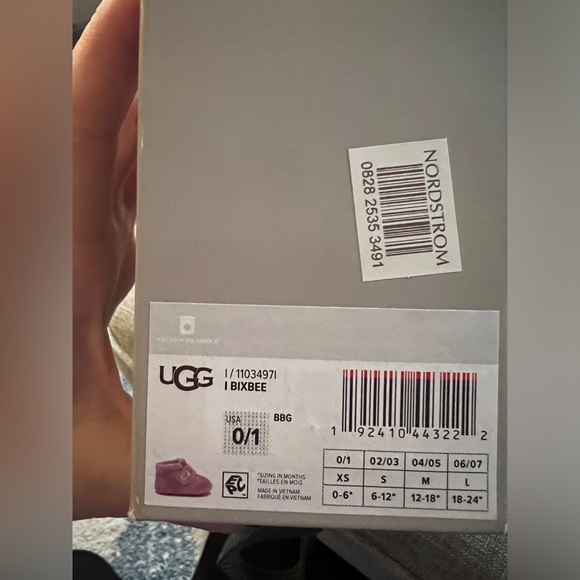 NORDSTROM
0828 2535 3491
UGG
I / 1103497I
I BIXBEE
USA
0/1
BBG
1 92410 44322 2
0/1 02/03 04/05 06/07
XS S M L
0-6* 6-12* 12-18* 18-24*
*SIZING IN MONTHS
*TAILLES EN MOIS
MADE IN VIETNAM
FABRIQUÉ EN VIETNAM